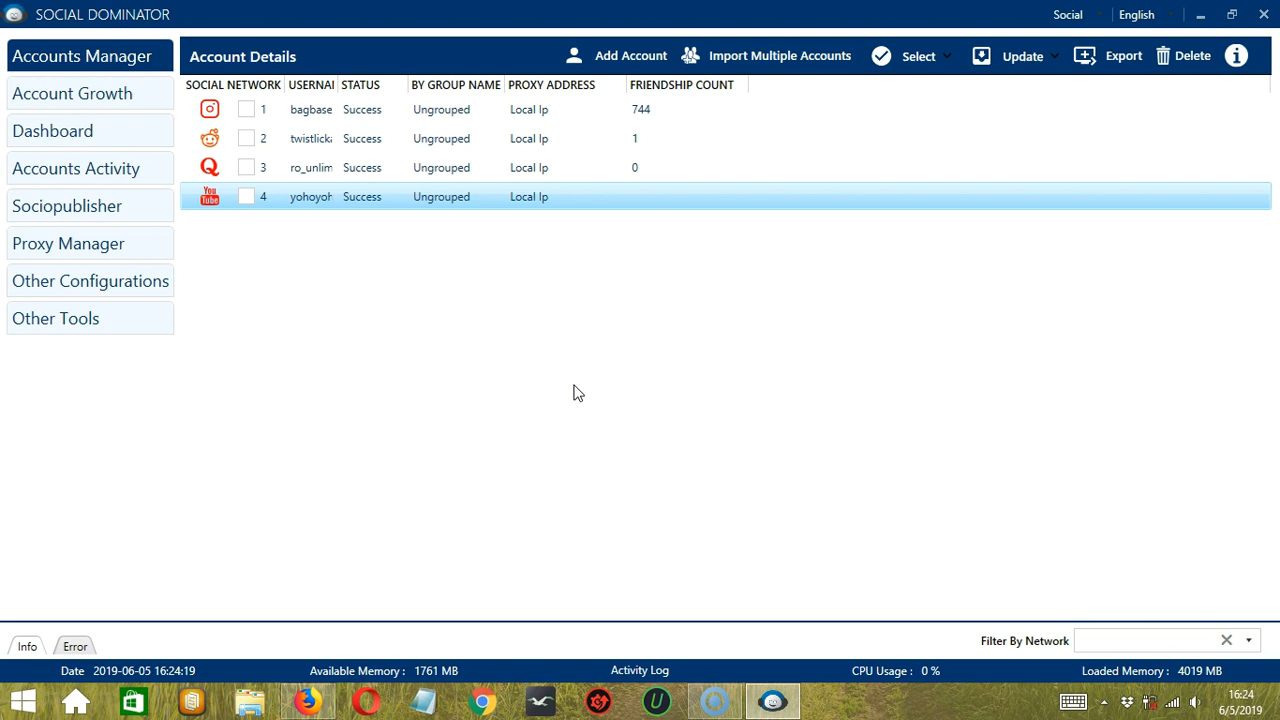 SOCIAL DOMINATOR
Social
English
Accounts Manager
Account Growth
Dashboard
Accounts Activity
Sociopublisher
Proxy Manager
Other Configurations
Other Tools
Account Details
Add Account
Import Multiple Accounts
Select
Update
Export
Delete
SOCIAL NETWORK USERNAI STATUS BY GROUP NAME PROXY ADDRESS FRIENDSHIP COUNT
1 bagbase Success Ungrouped Local Ip 744
2 twistlick Success Ungrouped Local Ip 1
Q 3 ro_unlim Success Ungrouped Local Ip 0
You Tube 4 yohoyoh Success Ungrouped Local Ip
Info
Error
Filter By Network
Date 2019-06-05 16:24:19
Available Memory : 1761 MB
Activity Log
CPU Usage : 0 %
Loaded Memory : 4019 MB
16:24
6/5/2019